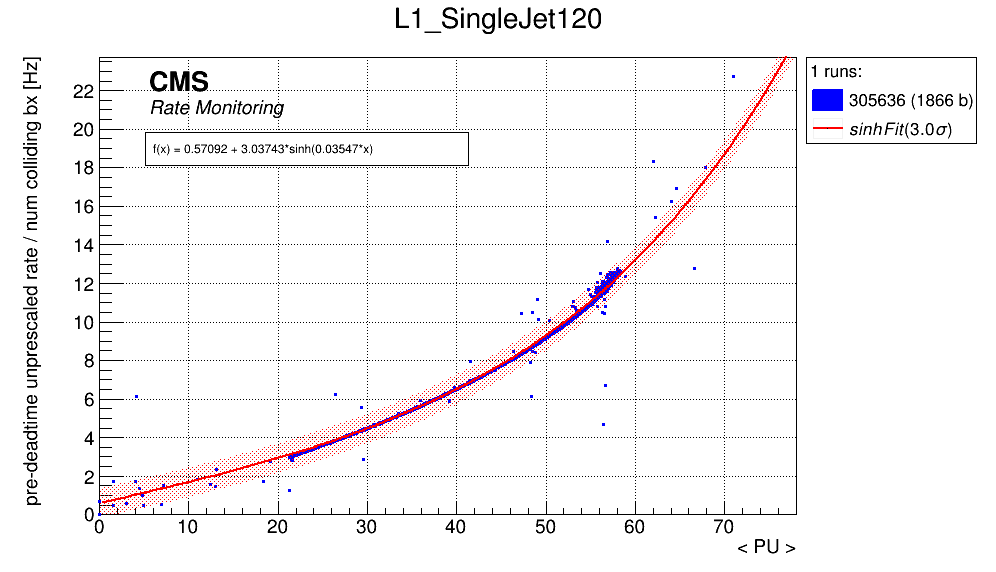 L1_SingleJet120
pre-deadtime unprescaled rate / num colliding bx [Hz]
CMS
Rate Monitoring
f(x) = 0.57092 + 3.03743*sinh(0.03547*x)
1 runs:
305636 (1866 b)
sinhFit(3.0σ)
22
20
18
16
14
12
10
8
6
4
2
0
0 10 20 30 40 50 60 70
< PU >